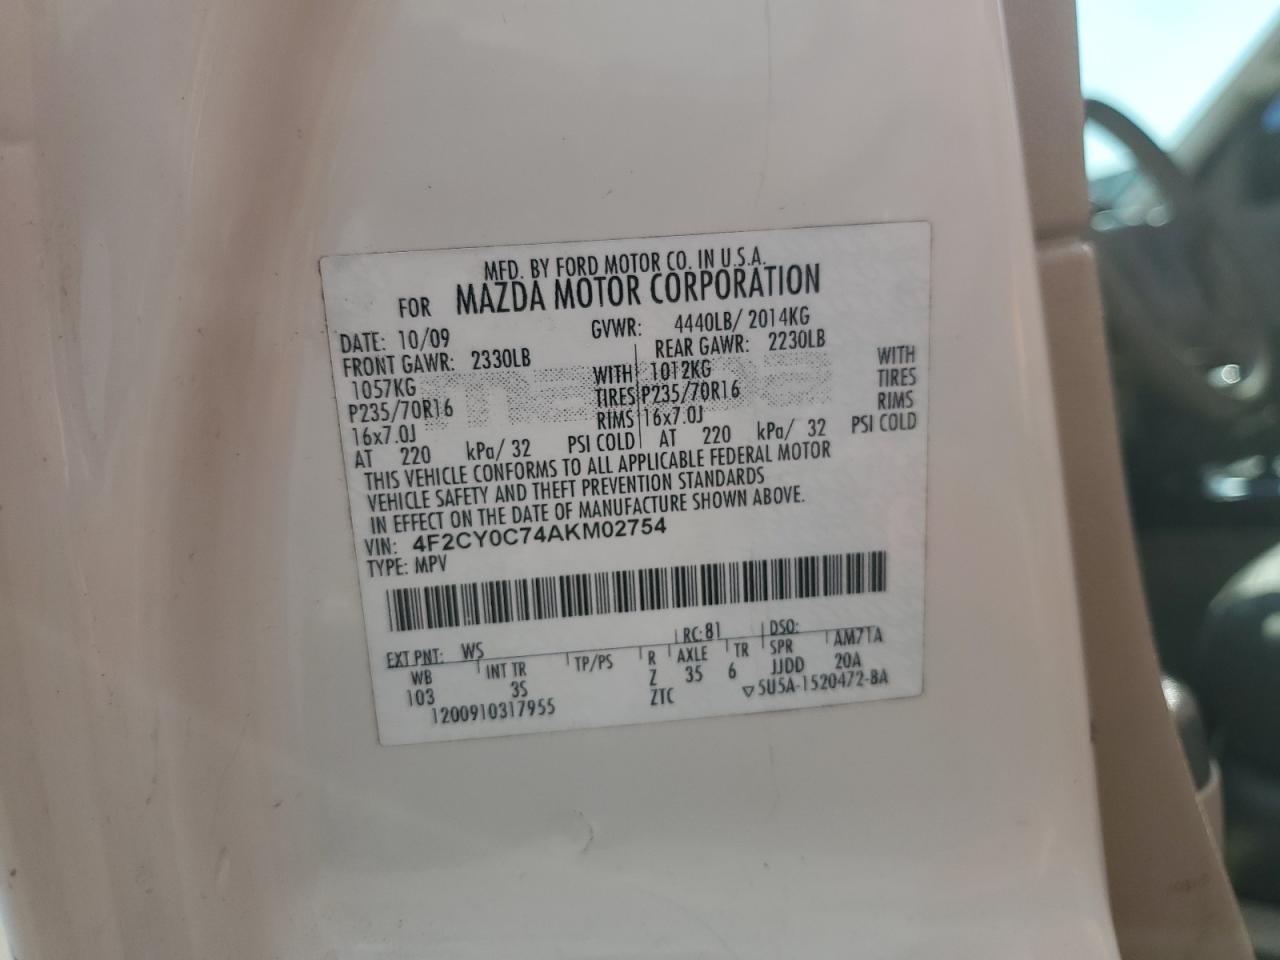 MFD. BY FORD MOTOR CO. IN U.S.A.
FOR MAZDA MOTOR CORPORATION
DATE: 10/09 GVWR: 4440LB/ 2014KG
FRONT GAWR: 2330LB REAR GAWR: 2230LB
1057KG WITH 1012KG WITH
P235/70R16 TIRES P235/70R16 TIRES
16x7.0J RIMS 16x7.0J RIMS
AT 220 kPa/ 32 PSI COLD AT 220 kPa/ 32 PSI COLD
THIS VEHICLE CONFORMS TO ALL APPLICABLE FEDERAL MOTOR
VEHICLE SAFETY AND THEFT PREVENTION STANDARDS
IN EFFECT ON THE DATE OF MANUFACTURE SHOWN ABOVE.
VIN: 4F2CY0C74AKM02754
TYPE: MPV
EXT PNT: WS RC: 81 DSO:
WB INT TR TP/PS R AXLE TR SPR AM71A
103 3S Z 35 6 JJDD 20A
1200910317955 ZTC ▽5U5A-1520472-BA